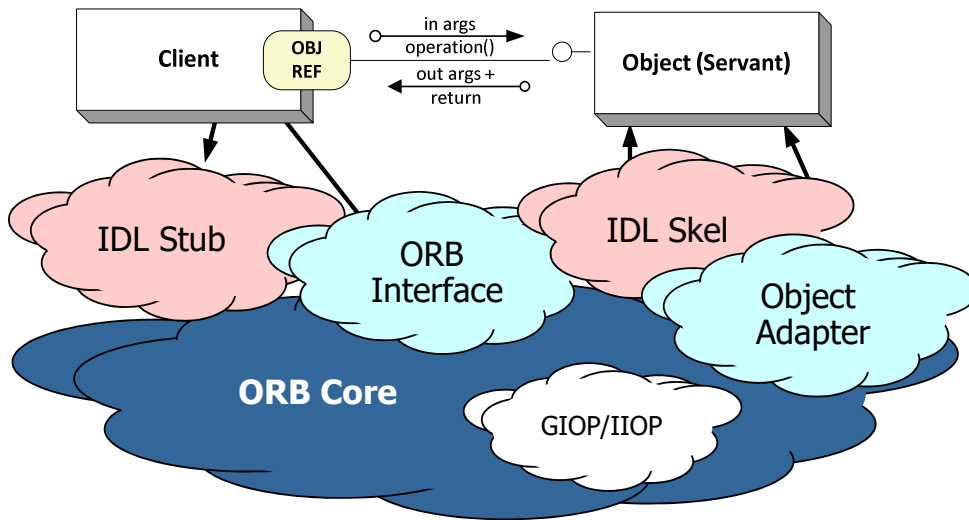 Client
OBJ
REF
in args
operation()
out args +
return
Object (Servant)
IDL Stub
ORB
Interface
IDL Skel
Object
Adapter
ORB Core
GIOP/IIOP